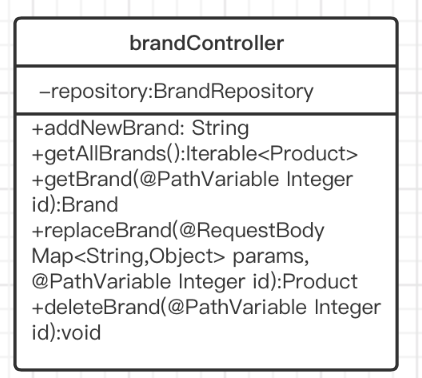 brandController
-repository:BrandRepository
+addNewBrand: String
+getAllBrands():Iterable<Product>
+getBrand(@PathVariable Integer
id):Brand
+replaceBrand(@RequestBody
Map<String,Object> params,
@PathVariable Integer id):Product
+deleteBrand(@PathVariable Integer
id):void